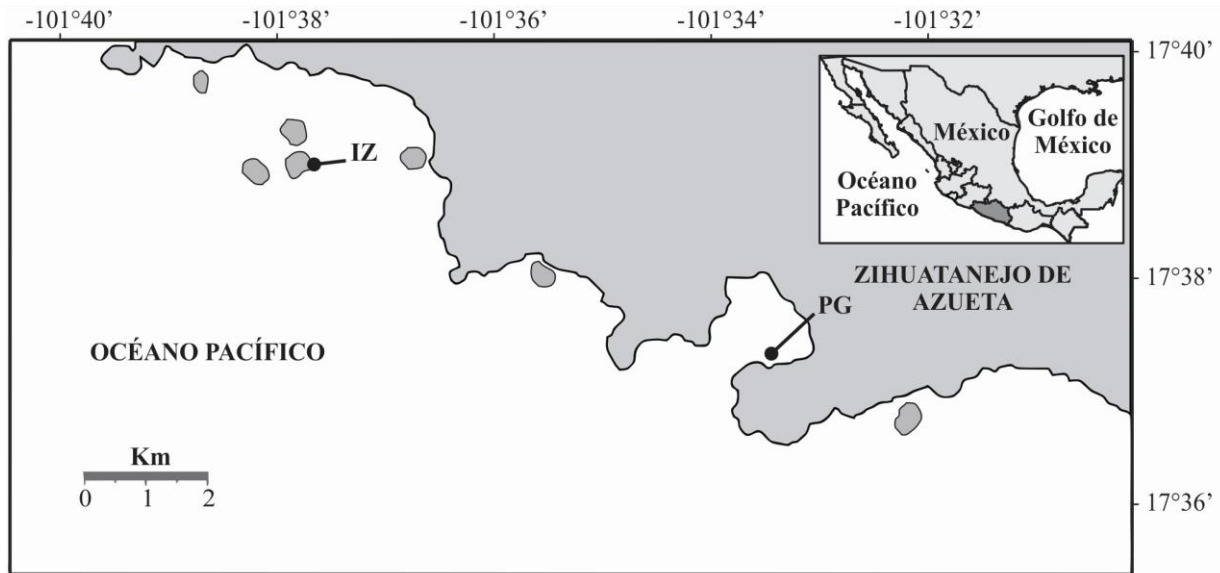 -101°40’ -101°38’ -101°36’ -101°34’ -101°32’
17°40’
México
Golfo de
México
Océano
Pacífico
IZ
17°38’
ZIHUATANEJO DE
AZUETA
PG
OCÉANO PACÍFICO
Km
0 1 2
17°36’